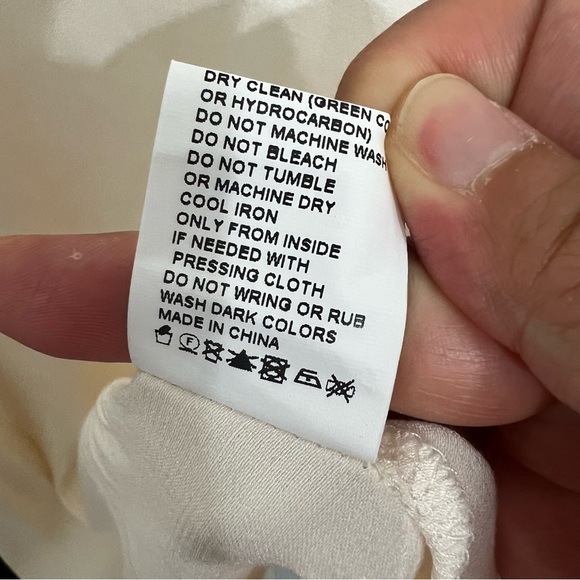 DRY CLEAN (GREEN CO
OR HYDROCARBON)
DO NOT MACHINE WASH
DO NOT BLEACH
DO NOT TUMBLE
OR MACHINE DRY
COOL IRON
ONLY FROM INSIDE
IF NEEDED WITH
PRESSING CLOTH
DO NOT WRING OR RUB
WASH DARK COLORS
MADE IN CHINA
F